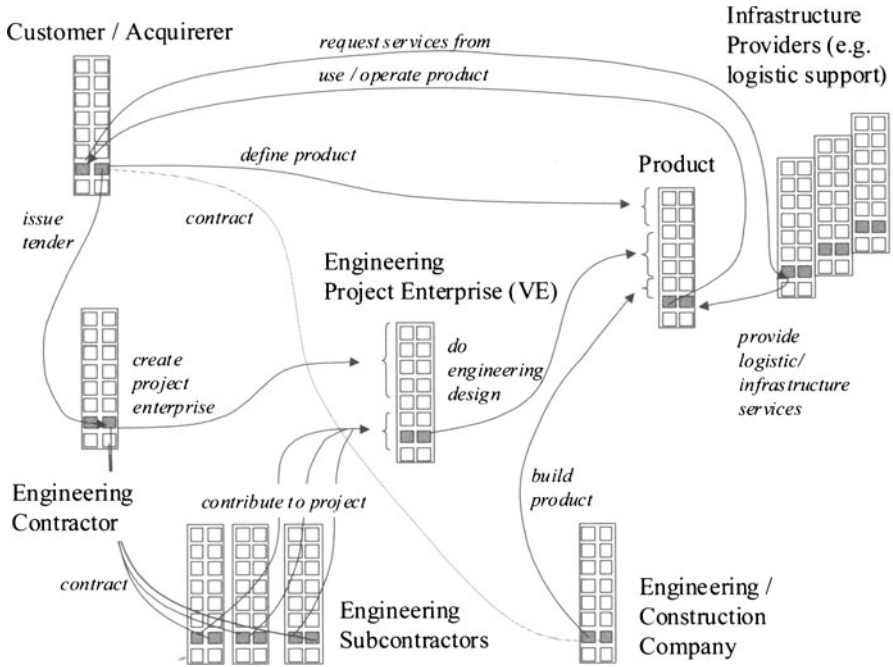 Customer / Acquirerer
request services from
use / operate product
Infrastructure
Providers (e.g.
logistic support)
define product
Product
issue
tender
contract
Engineering
Project Enterprise (VE)
create
project
enterprise
do
engineering
design
provide
logistic/
infrastructure
services
Engineering
Contractor
contribute to project
build
product
contract
Engineering
Subcontractors
Engineering /
Construction
Company